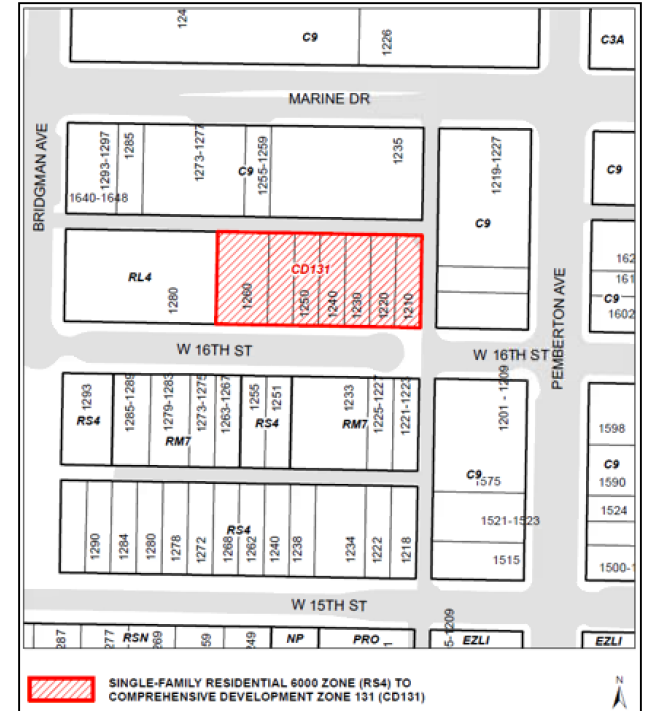 124
C9
1226
C3A
MARINE DR
BRIDGMAN AVE
1293-1297
1285
1273-1277
C9
1255-1259
1235
1640-1648
1219-1227
C9
C9
RL4
1280
CD131
1260
1250
1240
1230
1220
1210
162
161
C9
1602
PEMBERTON AVE
W 16TH ST
W 16TH ST
1293
RS4
1285-1289
1279-1283
1273-1275
1263-1267
RM7
1255
1251
RS4
1233
RM7
1225-1227
1221-1223
1201 - 1209
C9
1575
1521-1523
1515
1598
C9
1590
1524
1500-1
1290
1284
1280
1278
1272
1268
RS4
1262
1240
1238
1234
1222
1218
W 15TH ST
287
277
RSN
269
59
249
NP
PRO
1
5-1209
EZLI
EZLI
SINGLE-FAMILY RESIDENTIAL 6000 ZONE (RS4) TO
COMPREHENSIVE DEVELOPMENT ZONE 131 (CD131)
N